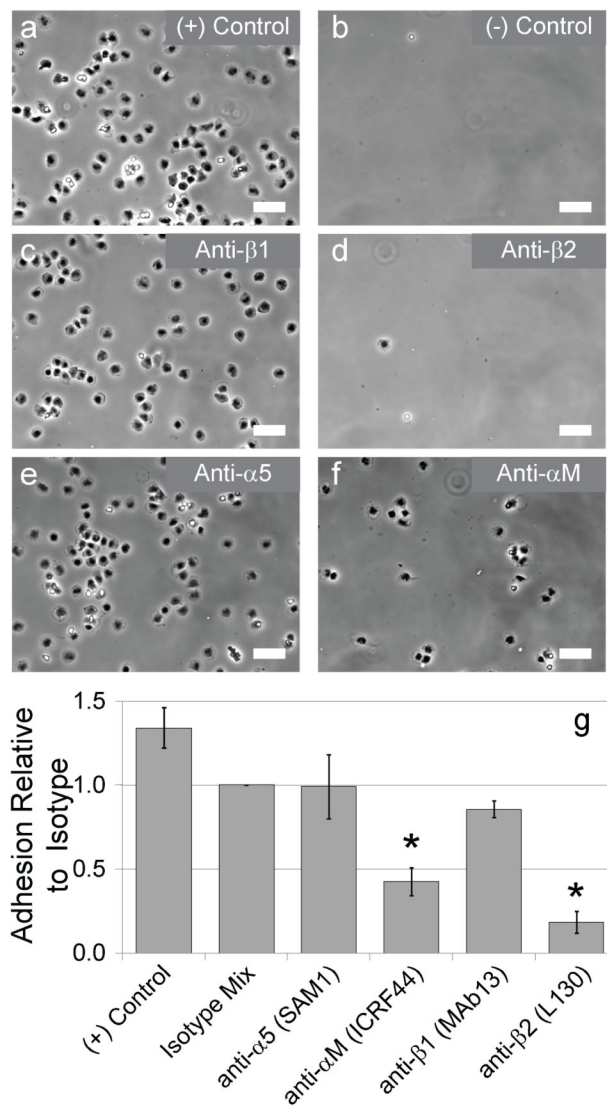 a (+) Control
b (-) Control
c Anti-β1
d Anti-β2
e Anti-α5
f Anti-αM
g
Adhesion Relative
to Isotype
1.5
1.0
0.5
0.0
*
*
(+) Control
Isotype Mix
anti-α5 (SAM1)
anti-αM (ICRF44)
anti-β1 (MAb13)
anti-β2 (L130)